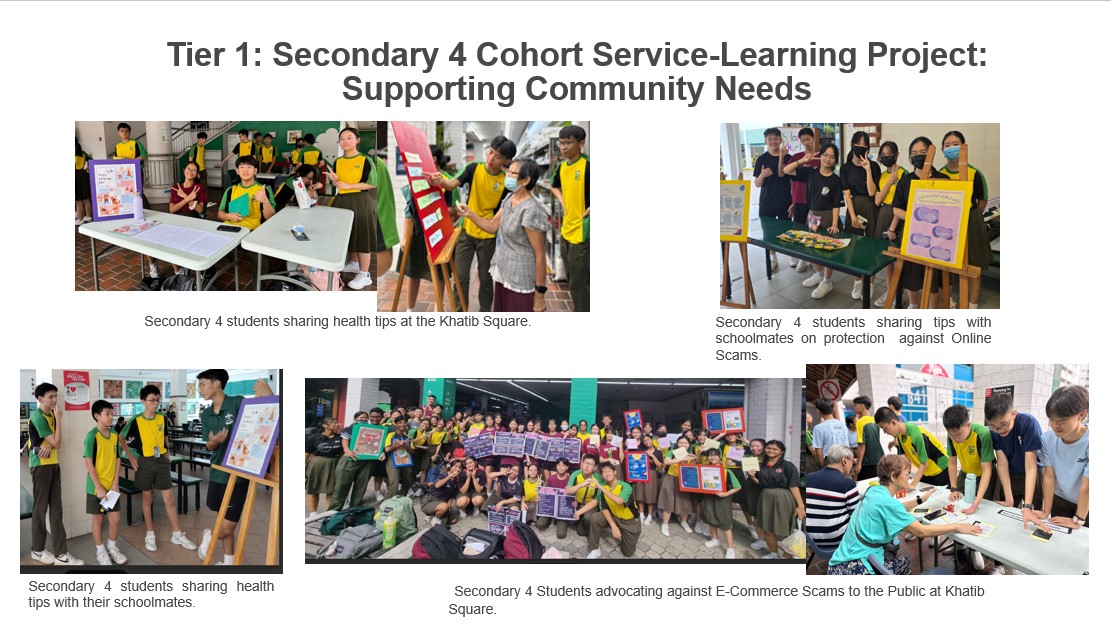 Tier 1: Secondary 4 Cohort Service-Learning Project:
Supporting Community Needs
Secondary 4 students sharing health tips at the Khatib Square.
Secondary 4 students sharing tips with
schoolmates on protection against Online
Scams.
841
Secondary 4 students sharing health
tips with their schoolmates.
Secondary 4 Students advocating against E-Commerce Scams to the Public at Khatib
Square.